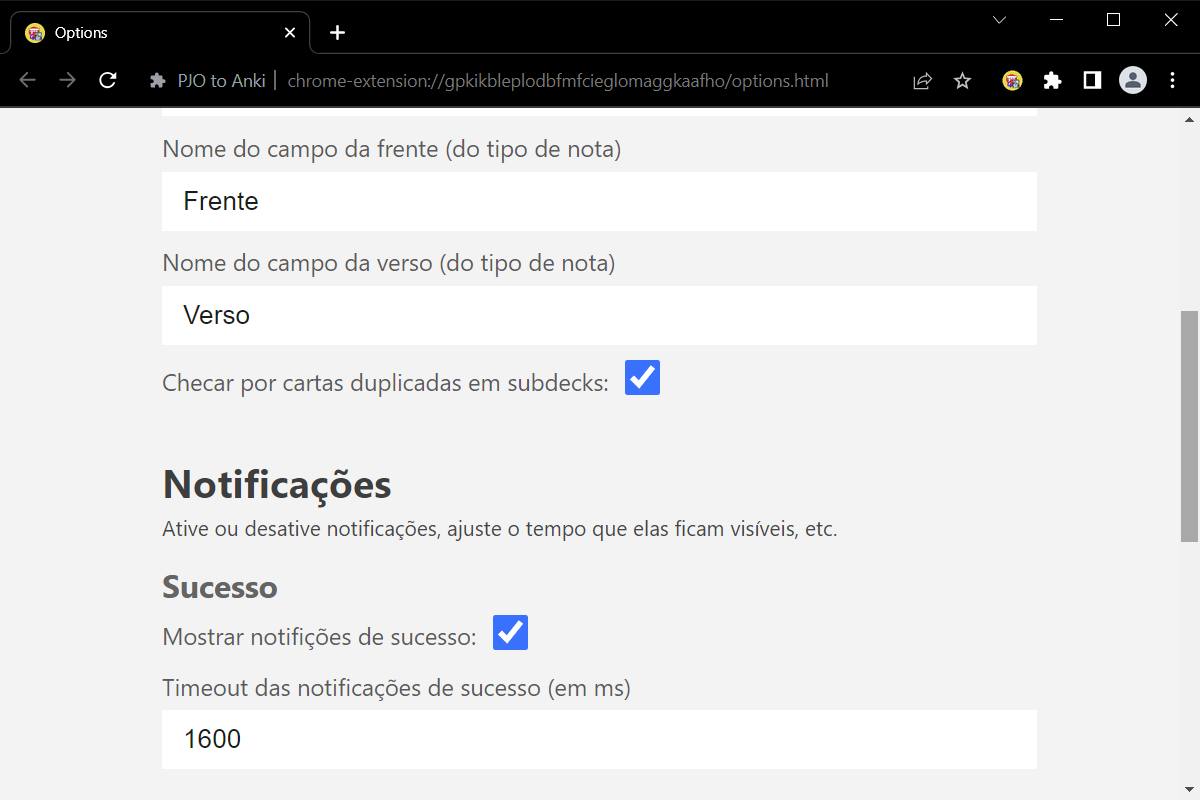 Options
PJO to Anki | chrome-extension://gpkikbleplodbfmfcieglomaggkaafho/options.html
Nome do campo da frente (do tipo de nota)
Frente
Nome do campo da verso (do tipo de nota)
Verso
Checar por cartas duplicadas em subdecks:
Notificações
Ative ou desative notificações, ajuste o tempo que elas ficam visíveis, etc.
Sucesso
Mostrar notifições de sucesso:
Timeout das notificações de sucesso (em ms)
1600